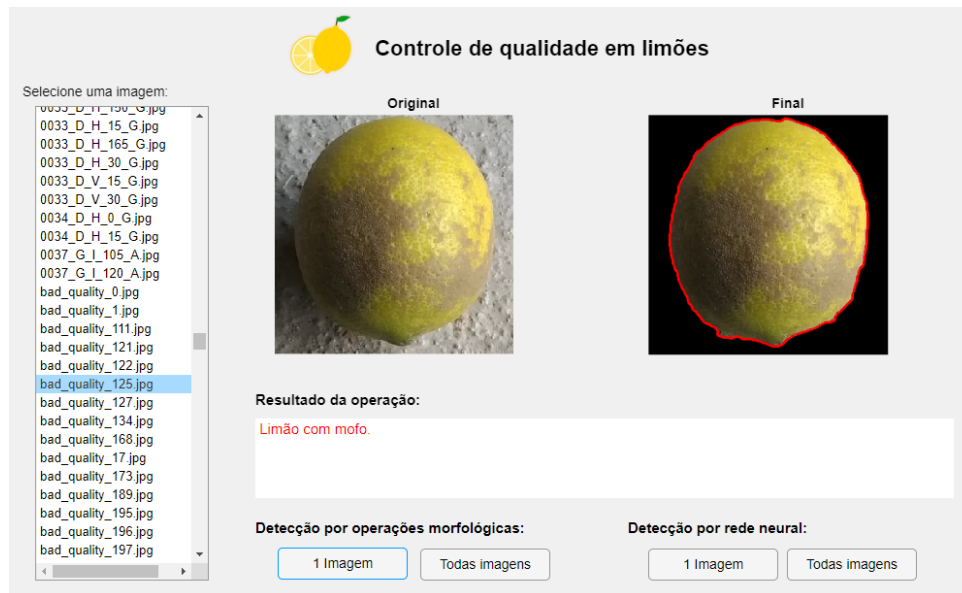 Controle de qualidade em limões
Selecione uma imagem:
0033_D_H_150_G.jpg
0033_D_H_15_G.jpg
0033_D_H_165_G.jpg
0033_D_H_30_G.jpg
0033_D_V_15_G.jpg
0033_D_V_30_G.jpg
0034_D_H_0_G.jpg
0034_D_H_15_G.jpg
0037_G_I_105_A.jpg
0037_G_I_120_A.jpg
bad_quality_0.jpg
bad_quality_1.jpg
bad_quality_111.jpg
bad_quality_121.jpg
bad_quality_122.jpg
bad_quality_125.jpg
bad_quality_127.jpg
bad_quality_134.jpg
bad_quality_168.jpg
bad_quality_17.jpg
bad_quality_173.jpg
bad_quality_189.jpg
bad_quality_195.jpg
bad_quality_196.jpg
bad_quality_197.jpg
Original
Final
Resultado da operação:
Limão com mofo.
Detecção por operações morfológicas:
1 Imagem
Todas imagens
Detecção por rede neural:
1 Imagem
Todas imagens